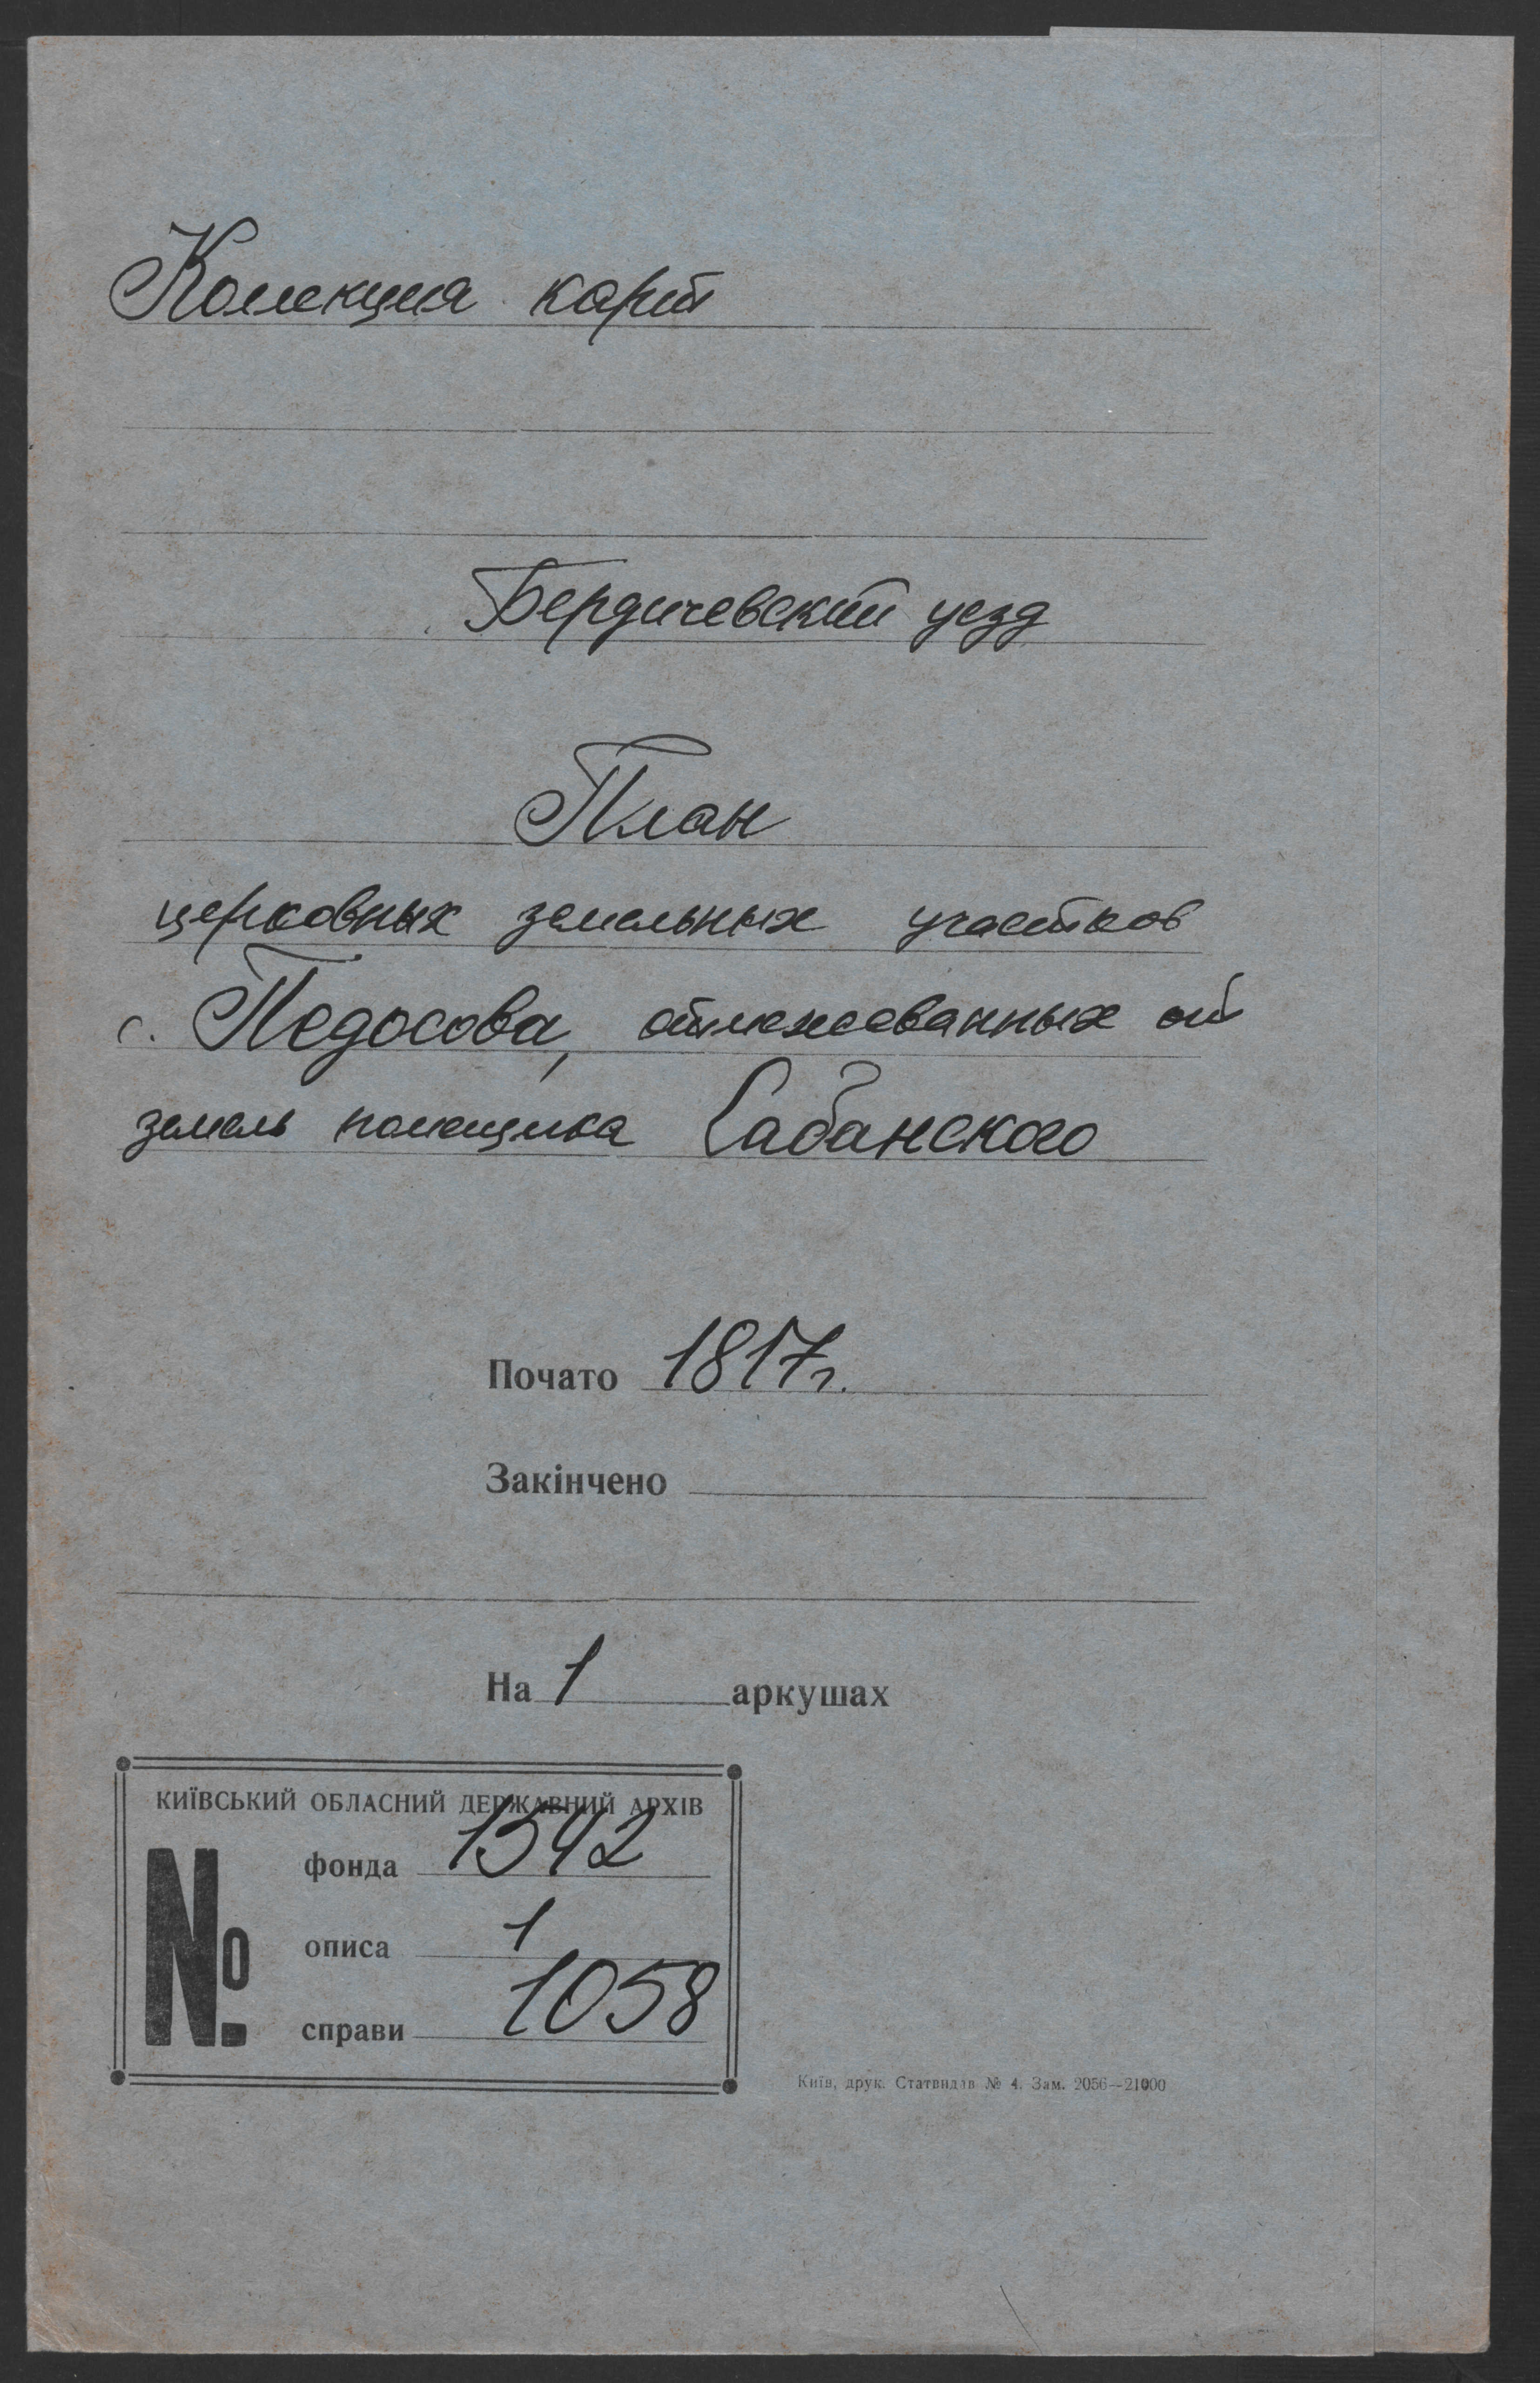 Коллекция карт
Бердичевский уезд
План
церковных земельных участков
с. Педосова, отмежеванных от
земель помещика Сабанского
Почато 1817г.
Закінчено
На 1 аркушах
КИЇВСЬКИЙ ОБЛАСНИЙ ДЕРЖАВНИЙ АРХІВ
№ фонда 1542
описа 1
справи 1058
Київ, друк. Статвидав № 4. Зам. 2056—21000